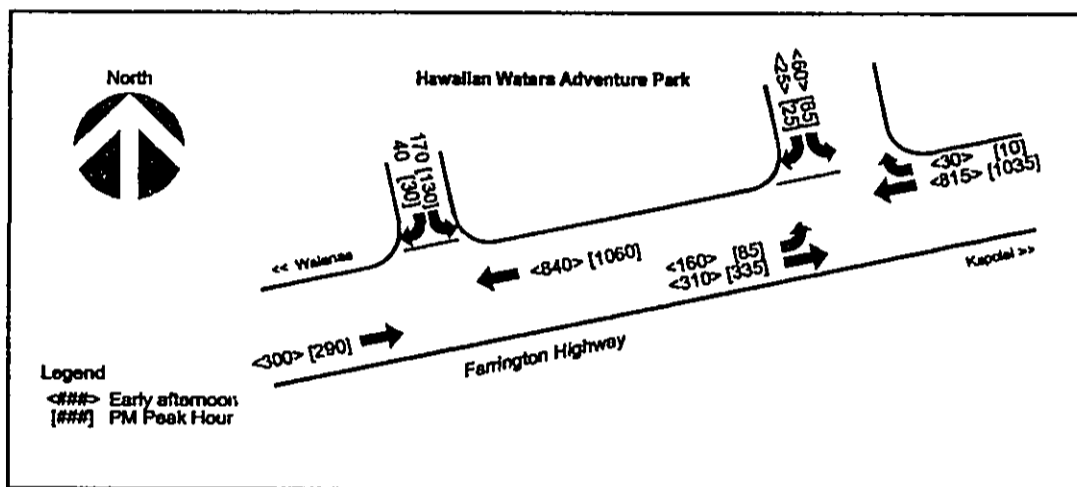 North
Hawaiian Waters Adventure Park
<60> [85]
<25> [25]
170 [130]
40 [30]
<30> [10]
<815> [1035]
<< Waianae
<840> [1060]
<160> [85]
<310> [335]
Kapolei >>
<300> [290]
Farrington Highway
Legend
<###> Early afternoon
[###] PM Peak Hour